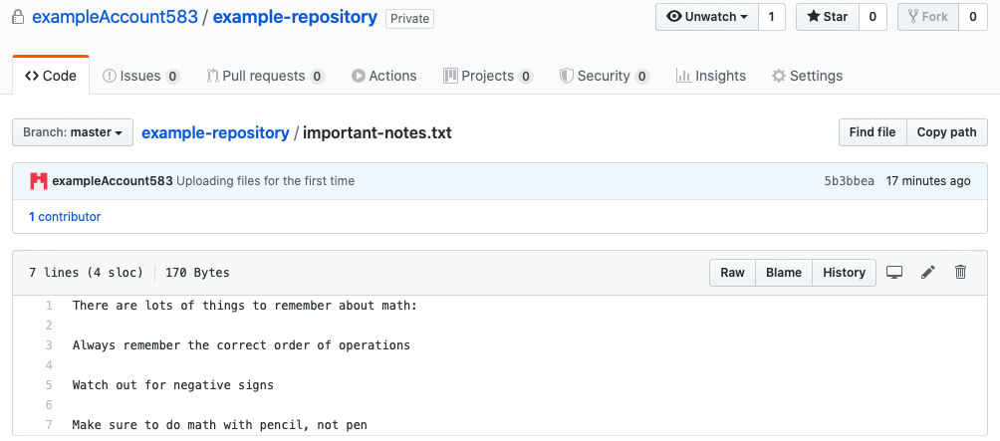 exampleAccount583 / example-repository Private
Unwatch 1 Star 0 Fork 0
Code Issues 0 Pull requests 0 Actions Projects 0 Security 0 Insights Settings
Branch: master example-repository / important-notes.txt Find file Copy path
exampleAccount583 Uploading files for the first time 5b3bbea 17 minutes ago
1 contributor
7 lines (4 sloc) 170 Bytes Raw Blame History
1 There are lots of things to remember about math:
2
3 Always remember the correct order of operations
4
5 Watch out for negative signs
6
7 Make sure to do math with pencil, not pen